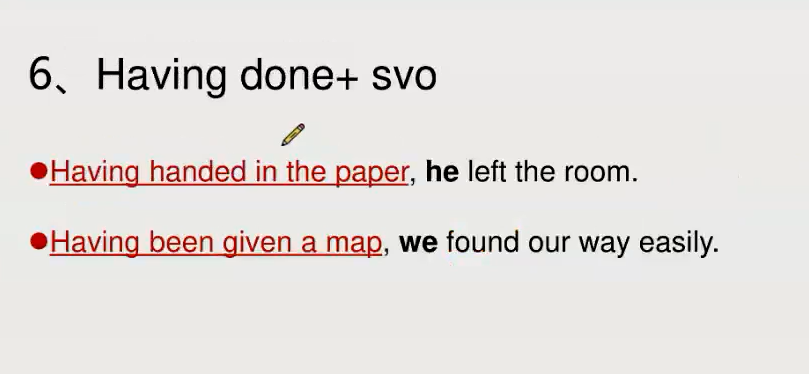 6、Having done+ svo
●Having handed in the paper, he left the room.
●Having been given a map, we found our way easily.